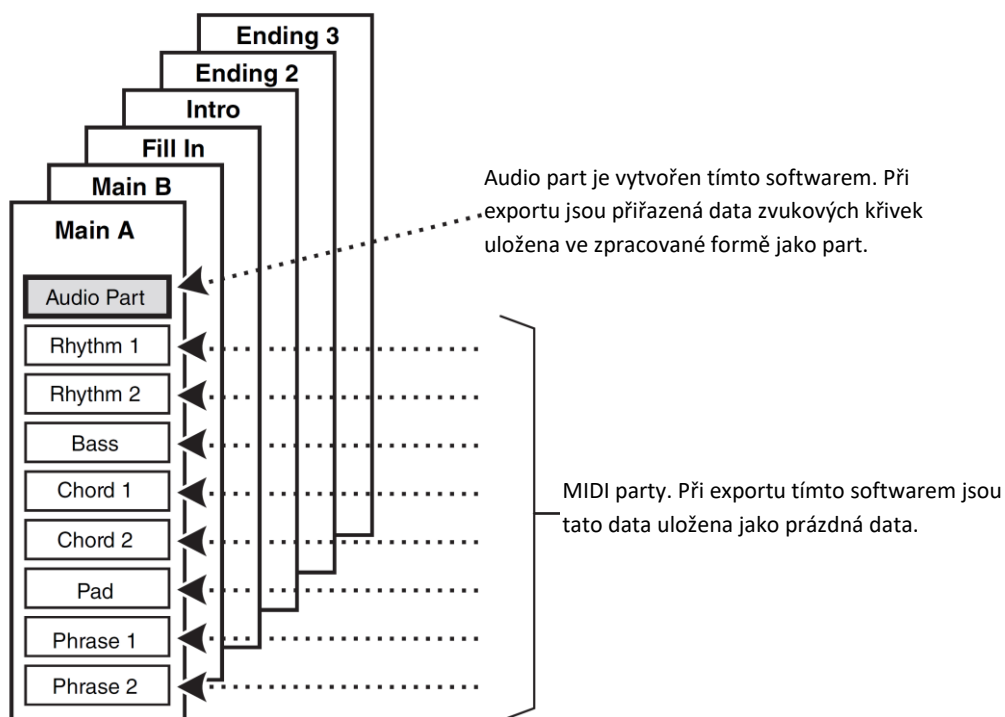 Ending 3
Ending 2
Intro
Fill In
Main B
Main A
Audio part je vytvořen tímto softwarem. Při
exportu jsou přiřazená data zvukových křivek
uložena ve zpracované formě jako part.
Audio Part
Rhythm 1
Rhythm 2
Bass
Chord 1
Chord 2
Pad
Phrase 1
Phrase 2
MIDI party. Při exportu tímto softwarem jsou
tato data uložena jako prázdná data.